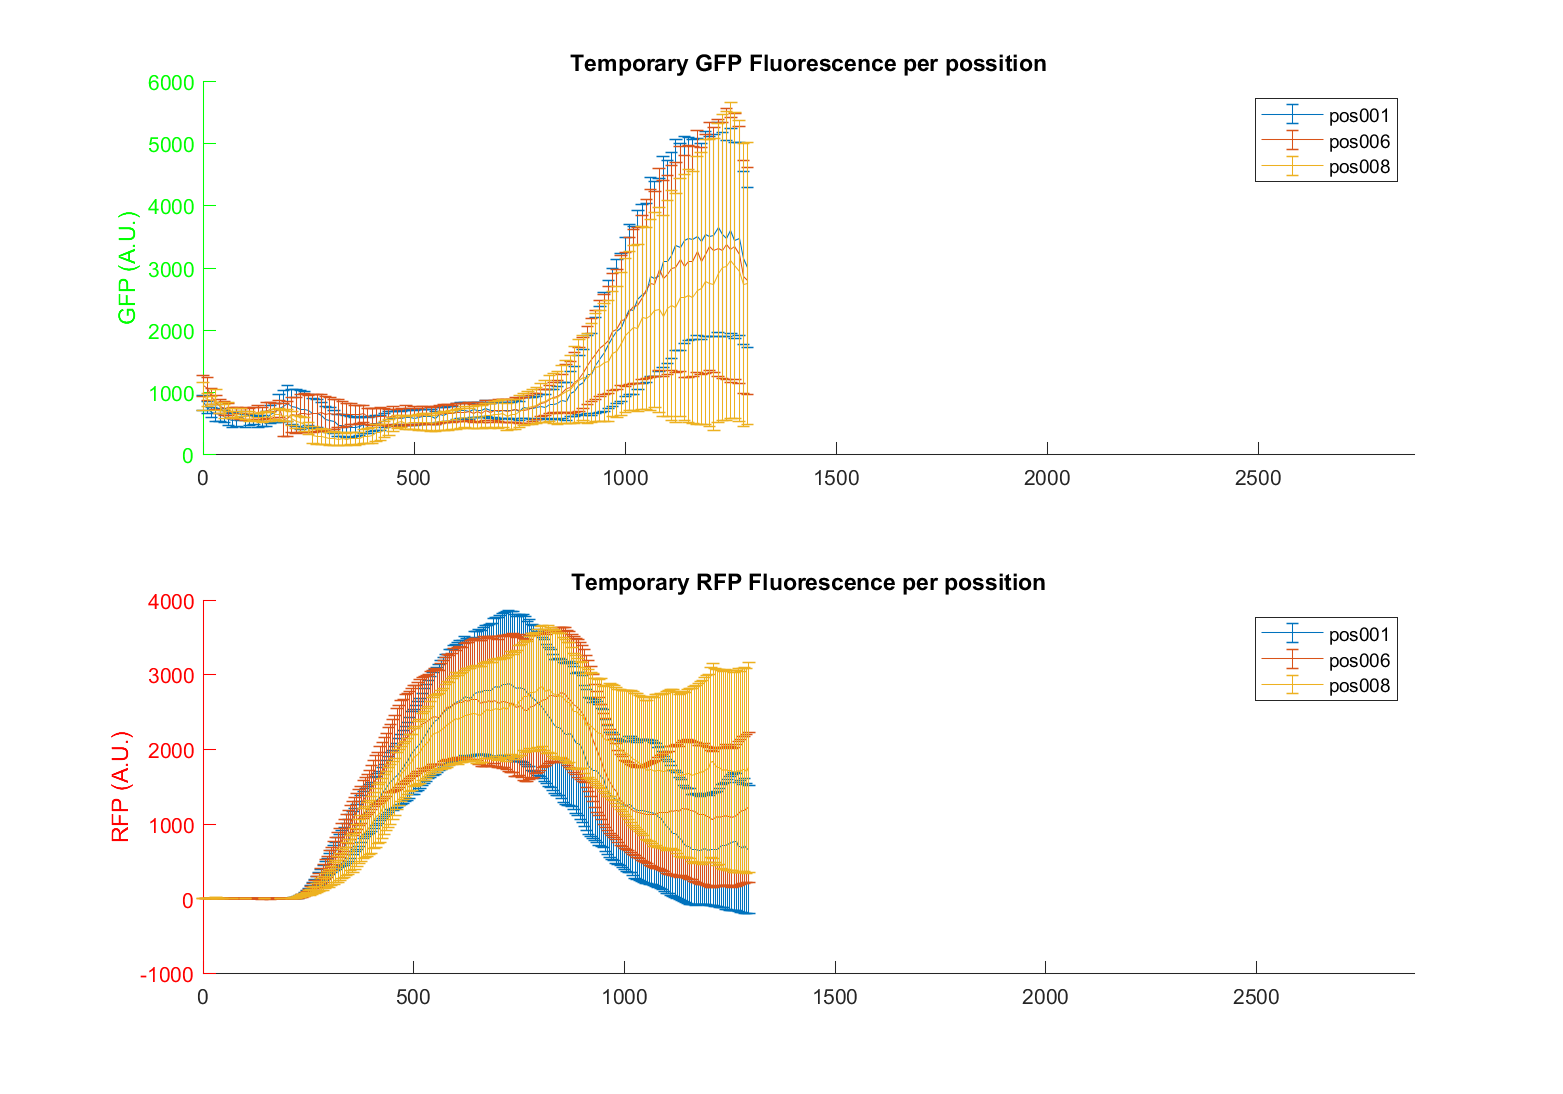 Temporary GFP Fluorescence per possition
6000
5000
4000
3000
2000
1000
0
GFP (A.U.)
0 500 1000 1500 2000 2500
pos001
pos006
pos008
Temporary RFP Fluorescence per possition
4000
3000
2000
1000
0
-1000
RFP (A.U.)
0 500 1000 1500 2000 2500
pos001
pos006
pos008